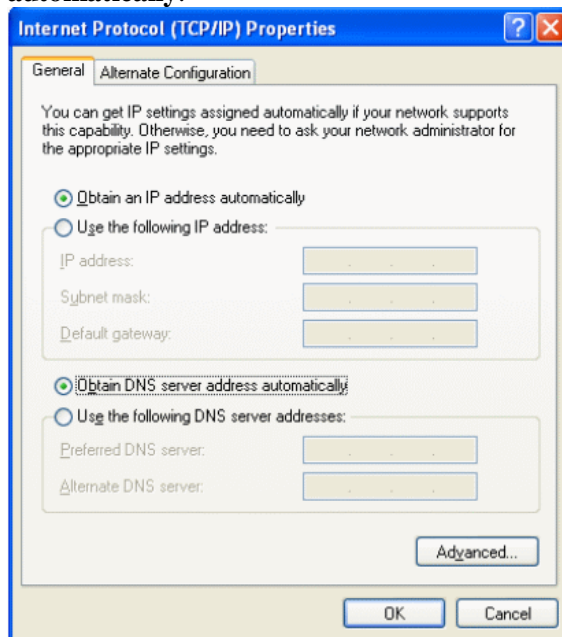 automatically.
Internet Protocol (TCP/IP) Properties
General
Alternate Configuration
You can get IP settings assigned automatically if your network supports
this capability. Otherwise, you need to ask your network administrator for
the appropriate IP settings.
Obtain an IP address automatically
Use the following IP address:
IP address:
Subnet mask:
Default gateway:
Obtain DNS server address automatically
Use the following DNS server addresses:
Preferred DNS server:
Alternate DNS server:
Advanced...
OK
Cancel